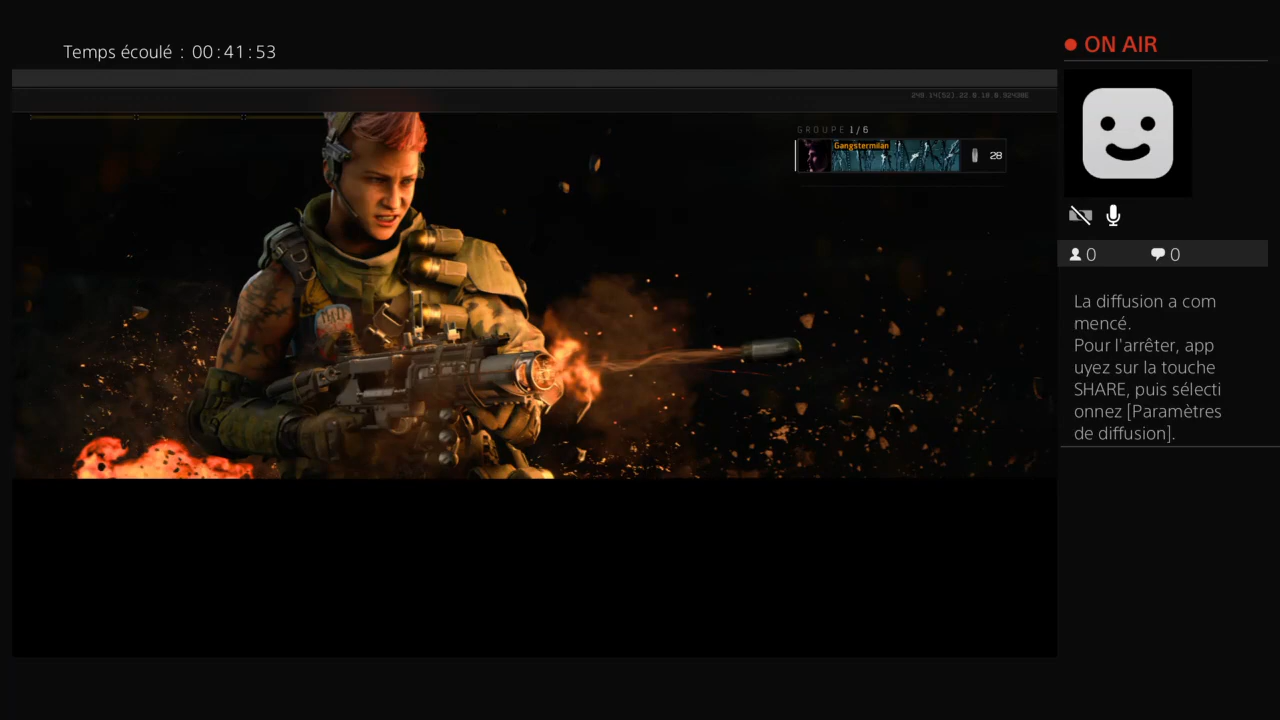 Temps écoulé : 00:41:53
ON AIR
GROUPE 1/6
Gangstermilan
28
0
0
La diffusion a com
mencé.
Pour l'arrêter, app
uyez sur la touche
SHARE, puis sélecti
onnez [Paramètres
de diffusion].